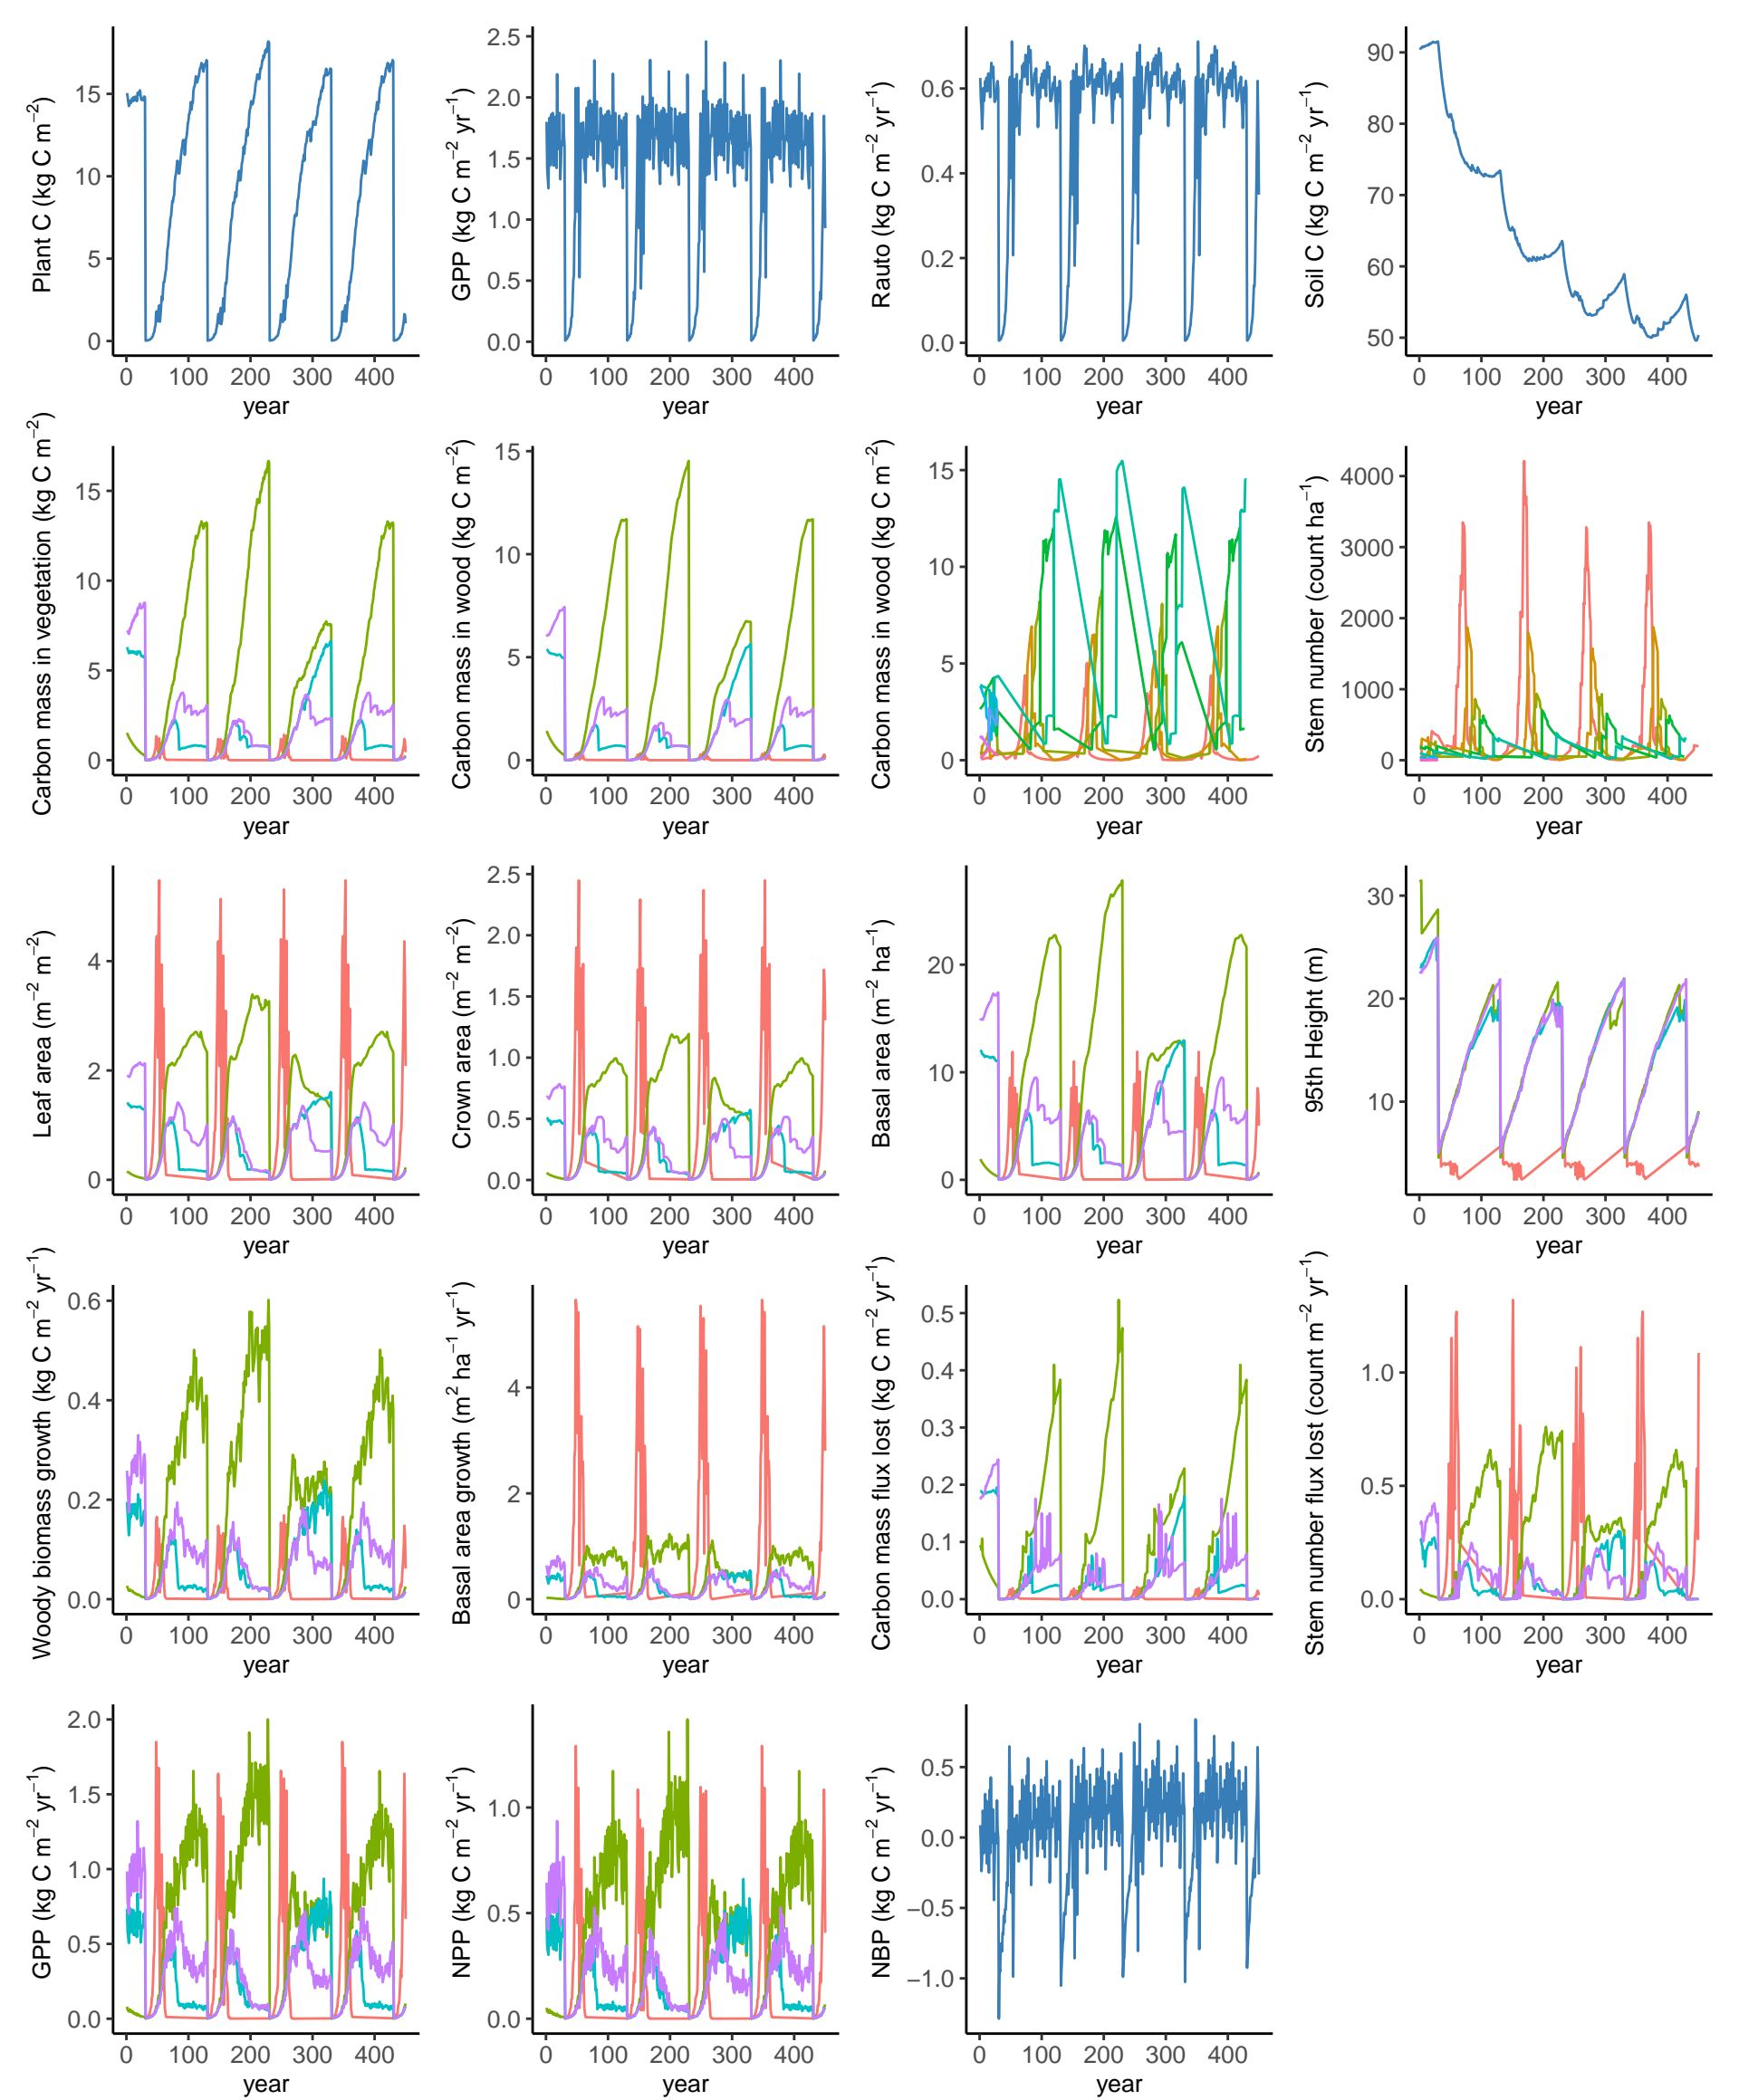 Plant C (kg C m−2)
15
10
5
0
0 100 200 300 400
year
GPP (kg C m−2 yr−1)
2.5
2.0
1.5
1.0
0.5
0.0
0 100 200 300 400
year
Rauto (kg C m−2 yr−1)
0.6
0.4
0.2
0.0
0 100 200 300 400
year
Soil C (kg C m−2 yr−1)
90
80
70
60
50
0 100 200 300 400
year
Carbon mass in vegetation (kg C m−2)
15
10
5
0
0 100 200 300 400
year
Carbon mass in wood (kg C m−2)
15
10
5
0
0 100 200 300 400
year
Carbon mass in wood (kg C m−2)
15
10
5
0
0 100 200 300 400
year
Stem number (count ha−1)
4000
3000
2000
1000
0
0 100 200 300 400
year
Leaf area (m−2 m−2)
4
2
0
0 100 200 300 400
year
Crown area (m−2 m−2)
2.5
2.0
1.5
1.0
0.5
0.0
0 100 200 300 400
year
Basal area (m−2 ha−1)
20
10
0
0 100 200 300 400
year
95th Height (m)
30
20
10
0 100 200 300 400
year
Woody biomass growth (kg C m−2 yr−1)
0.6
0.4
0.2
0.0
0 100 200 300 400
year
Basal area growth (m2 ha−1 yr−1)
4
2
0
0 100 200 300 400
year
Carbon mass flux lost (kg C m−2 yr−1)
0.5
0.4
0.3
0.2
0.1
0.0
0 100 200 300 400
year
Stem number flux lost (count m−2 yr−1)
1.0
0.5
0.0
0 100 200 300 400
year
GPP (kg C m−2 yr−1)
2.0
1.5
1.0
0.5
0.0
0 100 200 300 400
year
NPP (kg C m−2 yr−1)
1.0
0.5
0.0
0 100 200 300 400
year
NBP (kg C m−2 yr−1)
0.5
0.0
−0.5
−1.0
0 100 200 300 400
year